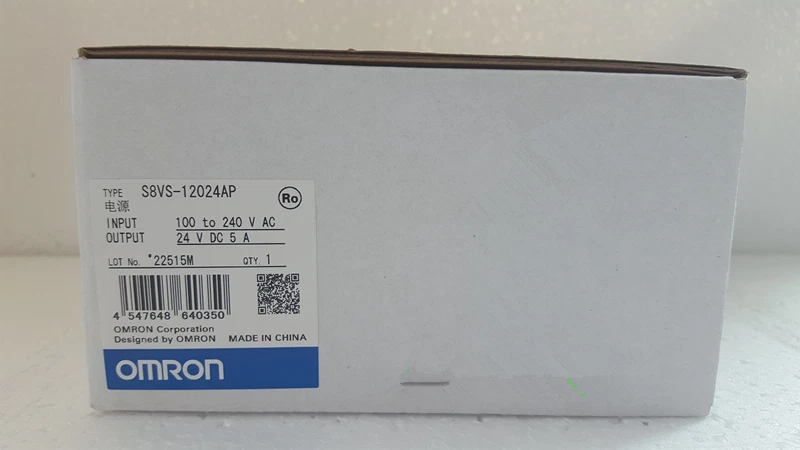 TYPE S8VS-12024AP
电源
Ro
INPUT 100 to 240 V AC
OUTPUT 24 V DC 5 A
LOT No. *22515M QTY. 1
4 547648 640350
OMRON Corporation
Designed by OMRON MADE IN CHINA
OMRON